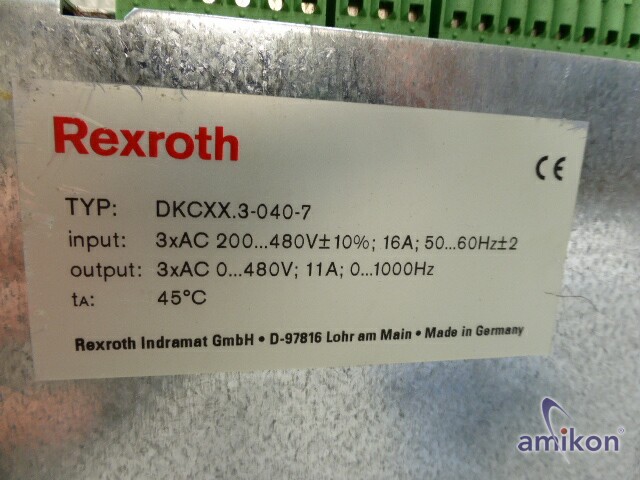 Rexroth
CE
TYP: DKCXX.3-040-7
input: 3xAC 200...480V±10%; 16A; 50...60Hz±2
output: 3xAC 0...480V; 11A; 0...1000Hz
tA: 45°C
Rexroth Indramat GmbH • D-97816 Lohr am Main • Made in Germany
amikon®